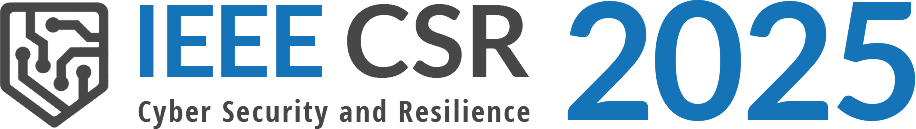 IEEE CSR 2025
Cyber Security and Resilience